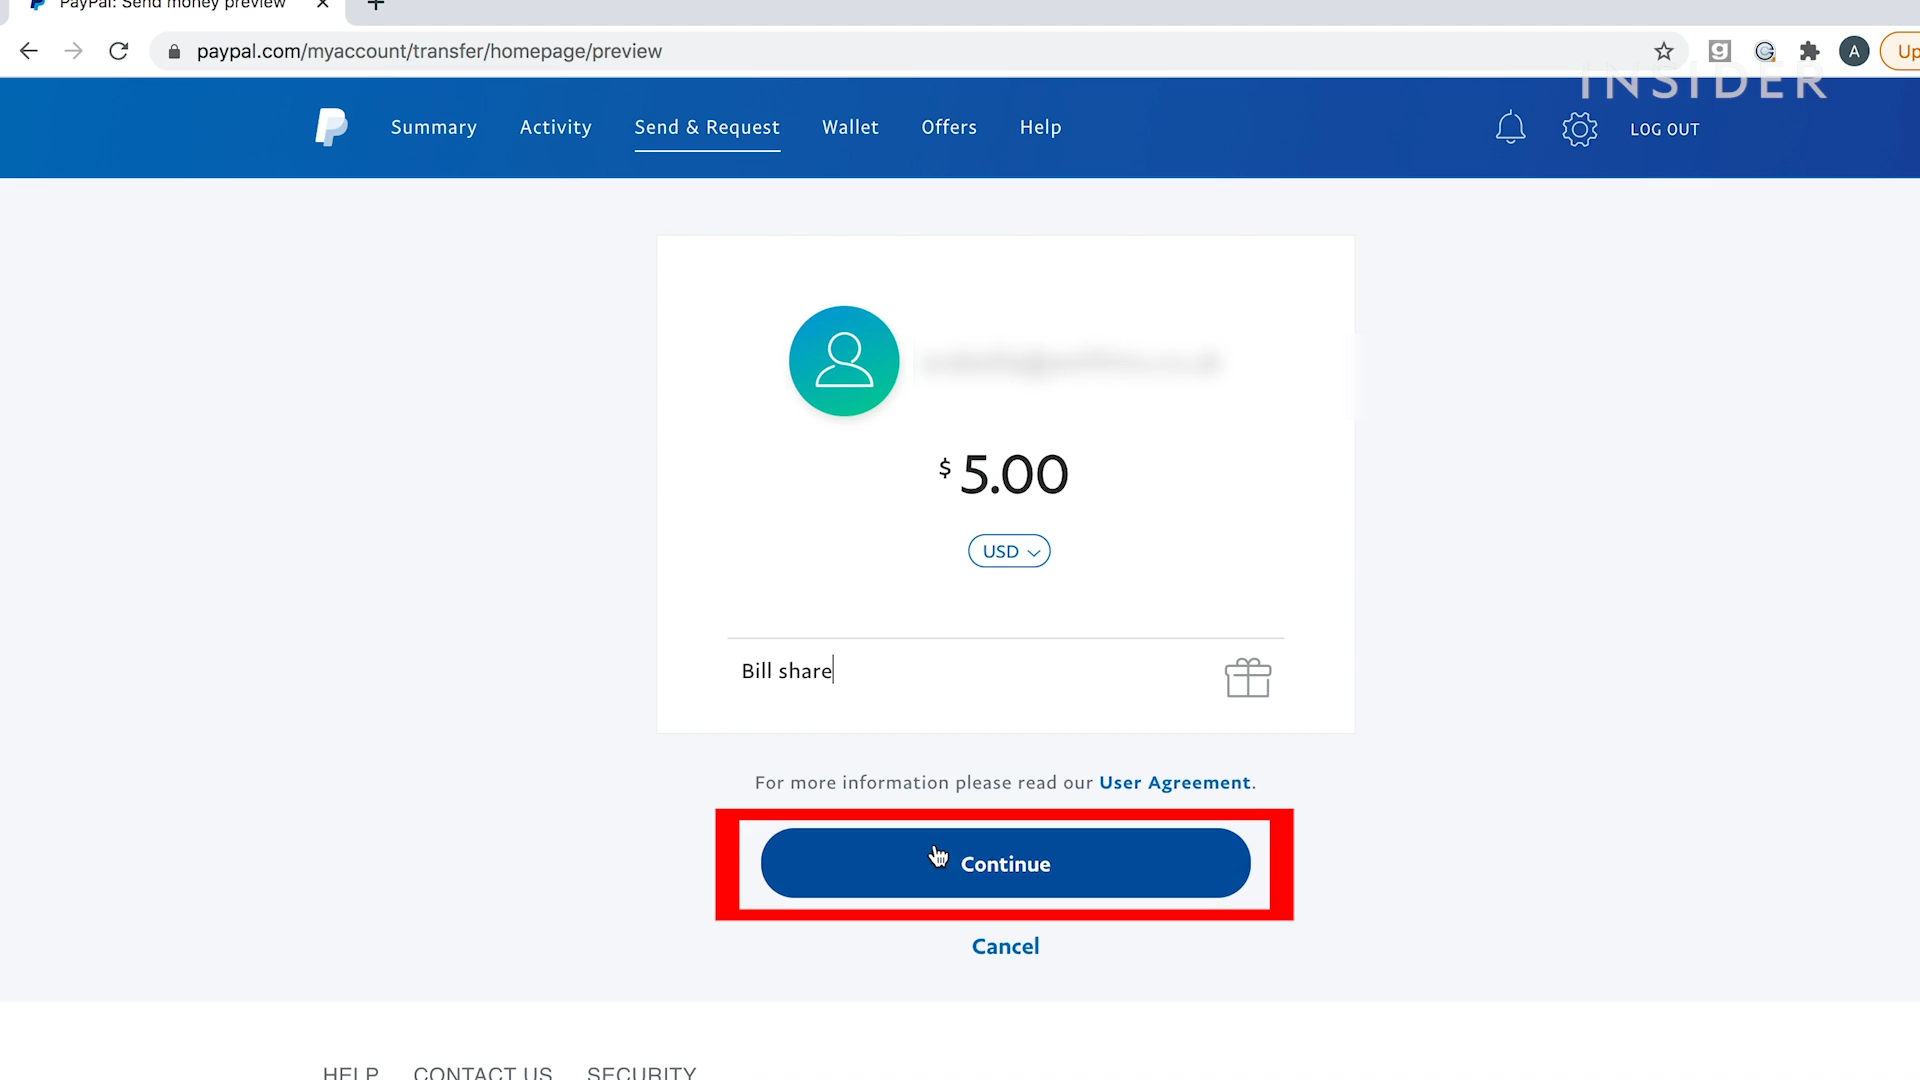 PayPal: Send money preview
paypal.com/myaccount/transfer/homepage/preview
A
Up
INSIDER
Summary
Activity
Send & Request
Wallet
Offers
Help
LOG OUT
$ 5.00
USD
Bill share
For more information please read our User Agreement.
Continue
Cancel
HELP
CONTACT US
SECURITY